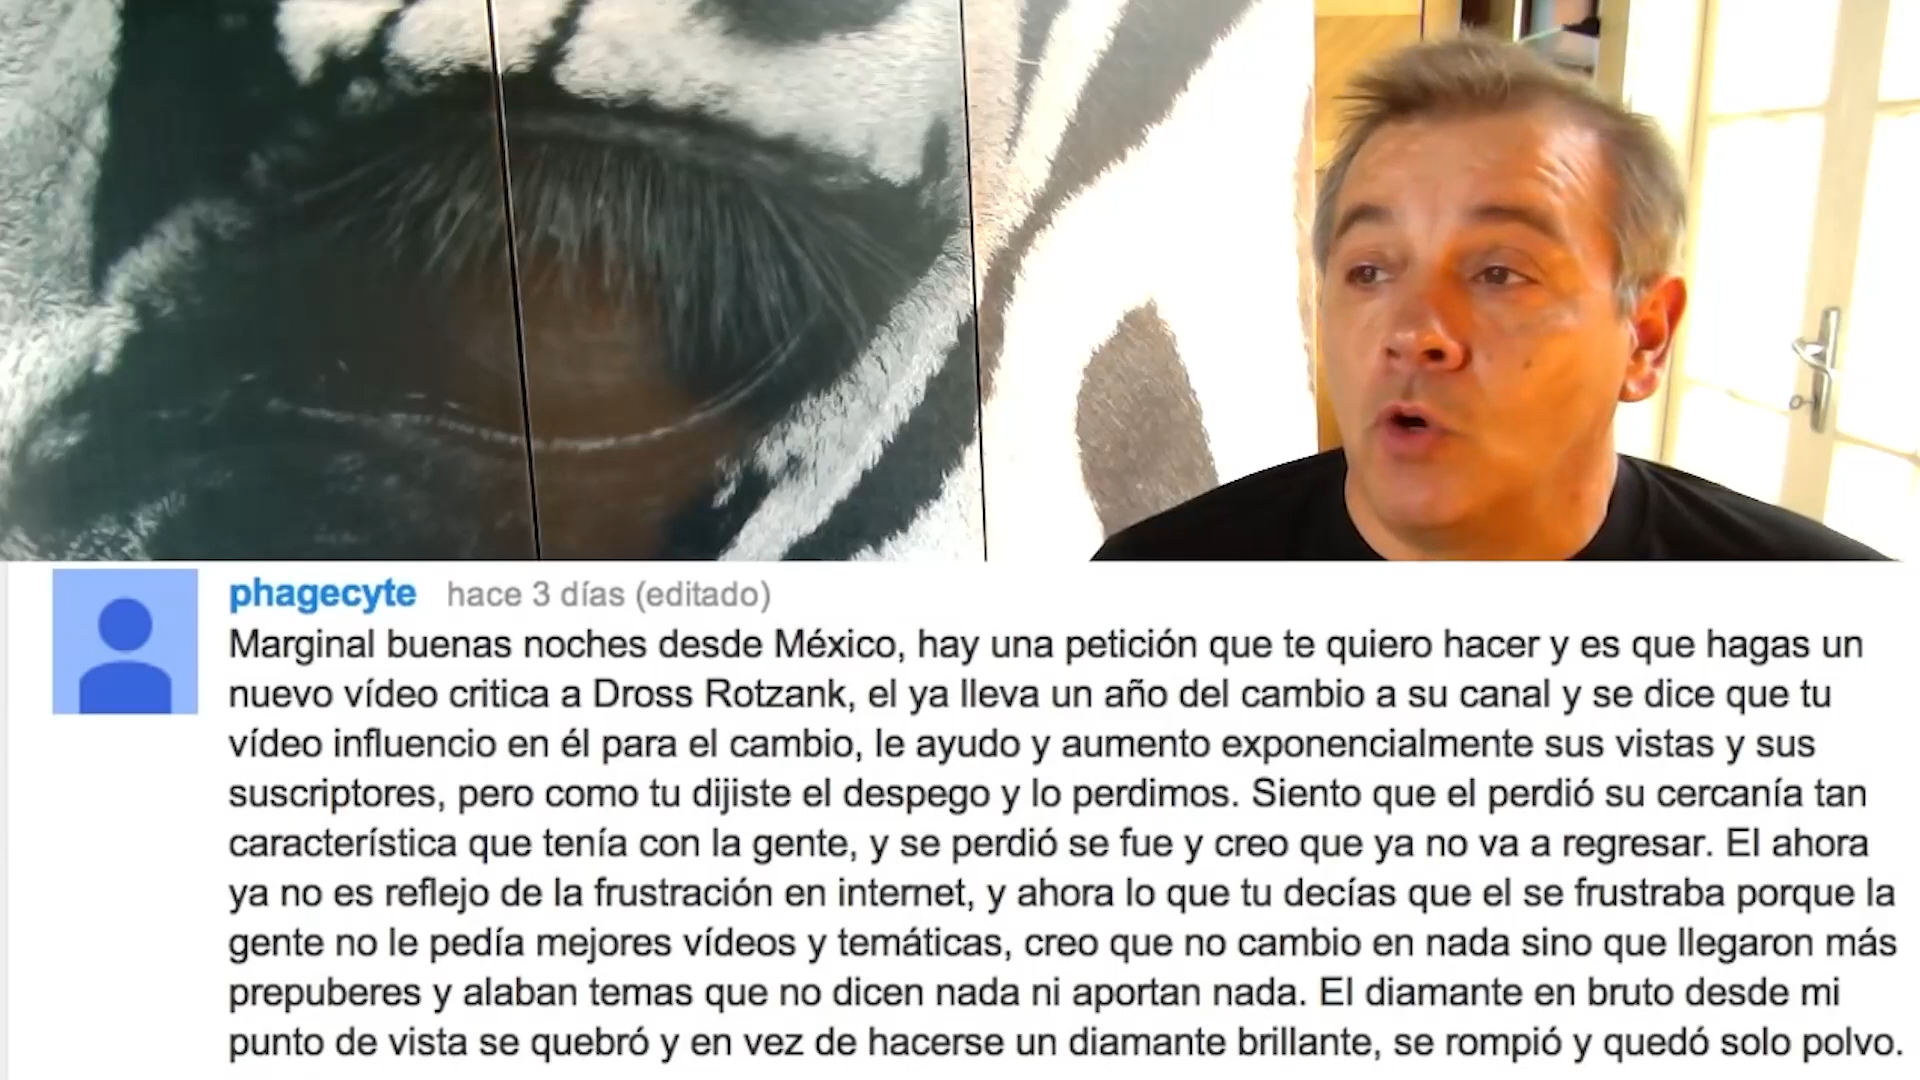 phagecyte hace 3 días (editado)
Marginal buenas noches desde México, hay una petición que te quiero hacer y es que hagas un
nuevo vídeo critica a Dross Rotzank, el ya lleva un año del cambio a su canal y se dice que tu
vídeo influencio en él para el cambio, le ayudo y aumento exponencialmente sus vistas y sus
suscriptores, pero como tu dijiste el despego y lo perdimos. Siento que el perdió su cercanía tan
característica que tenía con la gente, y se perdió se fue y creo que ya no va a regresar. El ahora
ya no es reflejo de la frustración en internet, y ahora lo que tu decías que el se frustraba porque la
gente no le pedía mejores vídeos y temáticas, creo que no cambio en nada sino que llegaron más
prepuberes y alaban temas que no dicen nada ni aportan nada. El diamante en bruto desde mi
punto de vista se quebró y en vez de hacerse un diamante brillante, se rompió y quedó solo polvo.